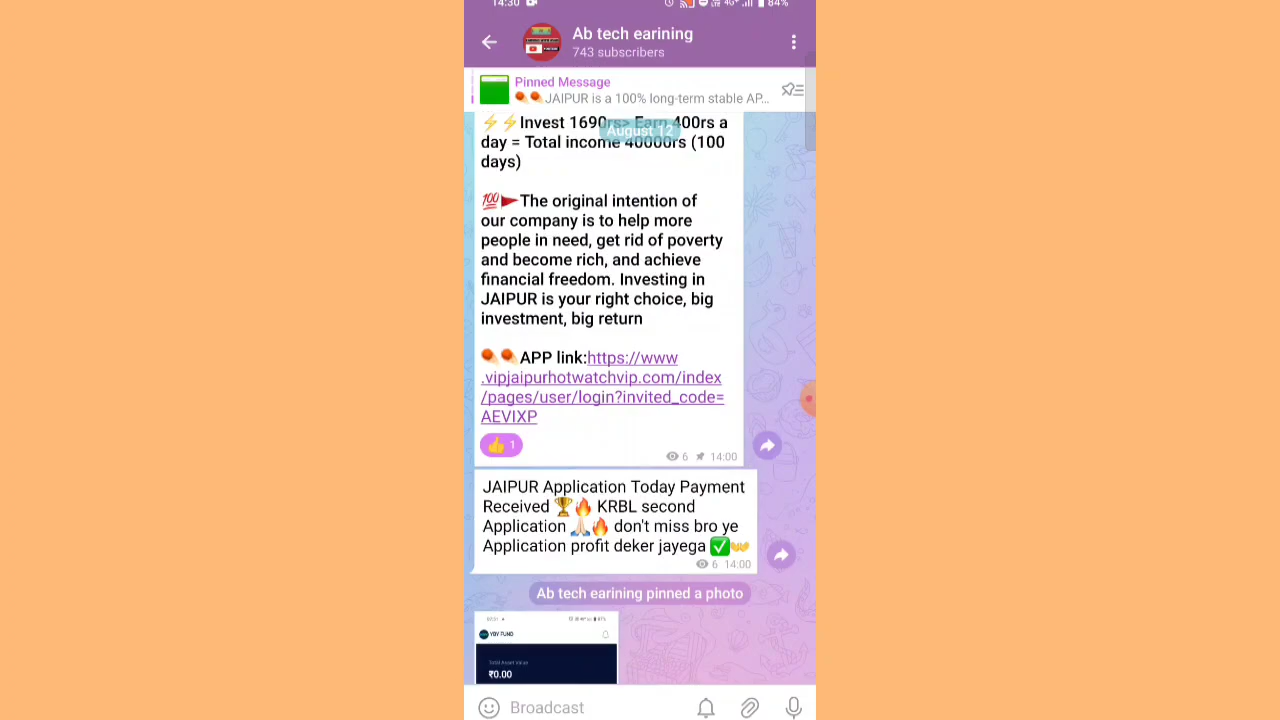 14:30
4G+
84%
Ab tech earining
743 subscribers
Pinned Message
JAIPUR is a 100% long-term stable AP...
⚡⚡Invest 1690rs> Earn 400rs a
August 12
day = Total income 40000rs (100
days)
💯🚩The original intention of
our company is to help more
people in need, get rid of poverty
and become rich, and achieve
financial freedom. Investing in
JAIPUR is your right choice, big
investment, big return
APP link:https://www
.vipjaipurhotwatchvip.com/index
/pages/user/login?invited_code=
AEVIXP
👍 1
6 14:00
JAIPUR Application Today Payment
Received 🏆🔥 KRBL second
Application 🙏🔥 don't miss bro ye
Application profit deker jayega ✅👐
6 14:00
Ab tech earining pinned a photo
YBY FUND
Total Asset Value
₹0.00
Broadcast